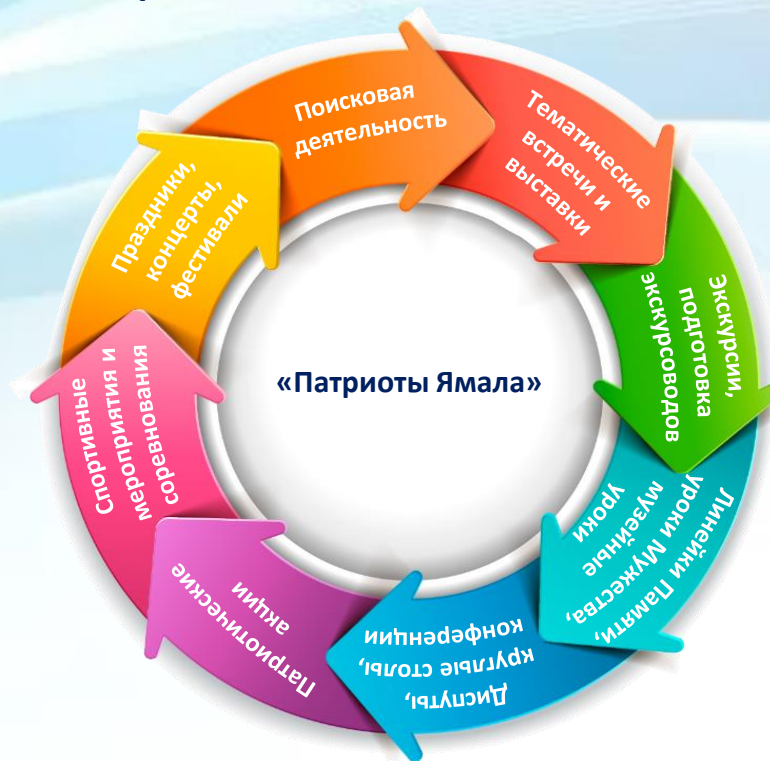 Поисковая
деятельность
Тематические
встречи и
выставки
Экскурсии,
подготовка
экскурсоводов
Линейки Памяти,
уроки Мужества,
музейные
уроки
Диспуты,
круглые столы,
конференции
Патриотические
акции
Спортивные
мероприятия и
соревнования
Праздники,
концерты,
фестивали
«Патриоты Ямала»